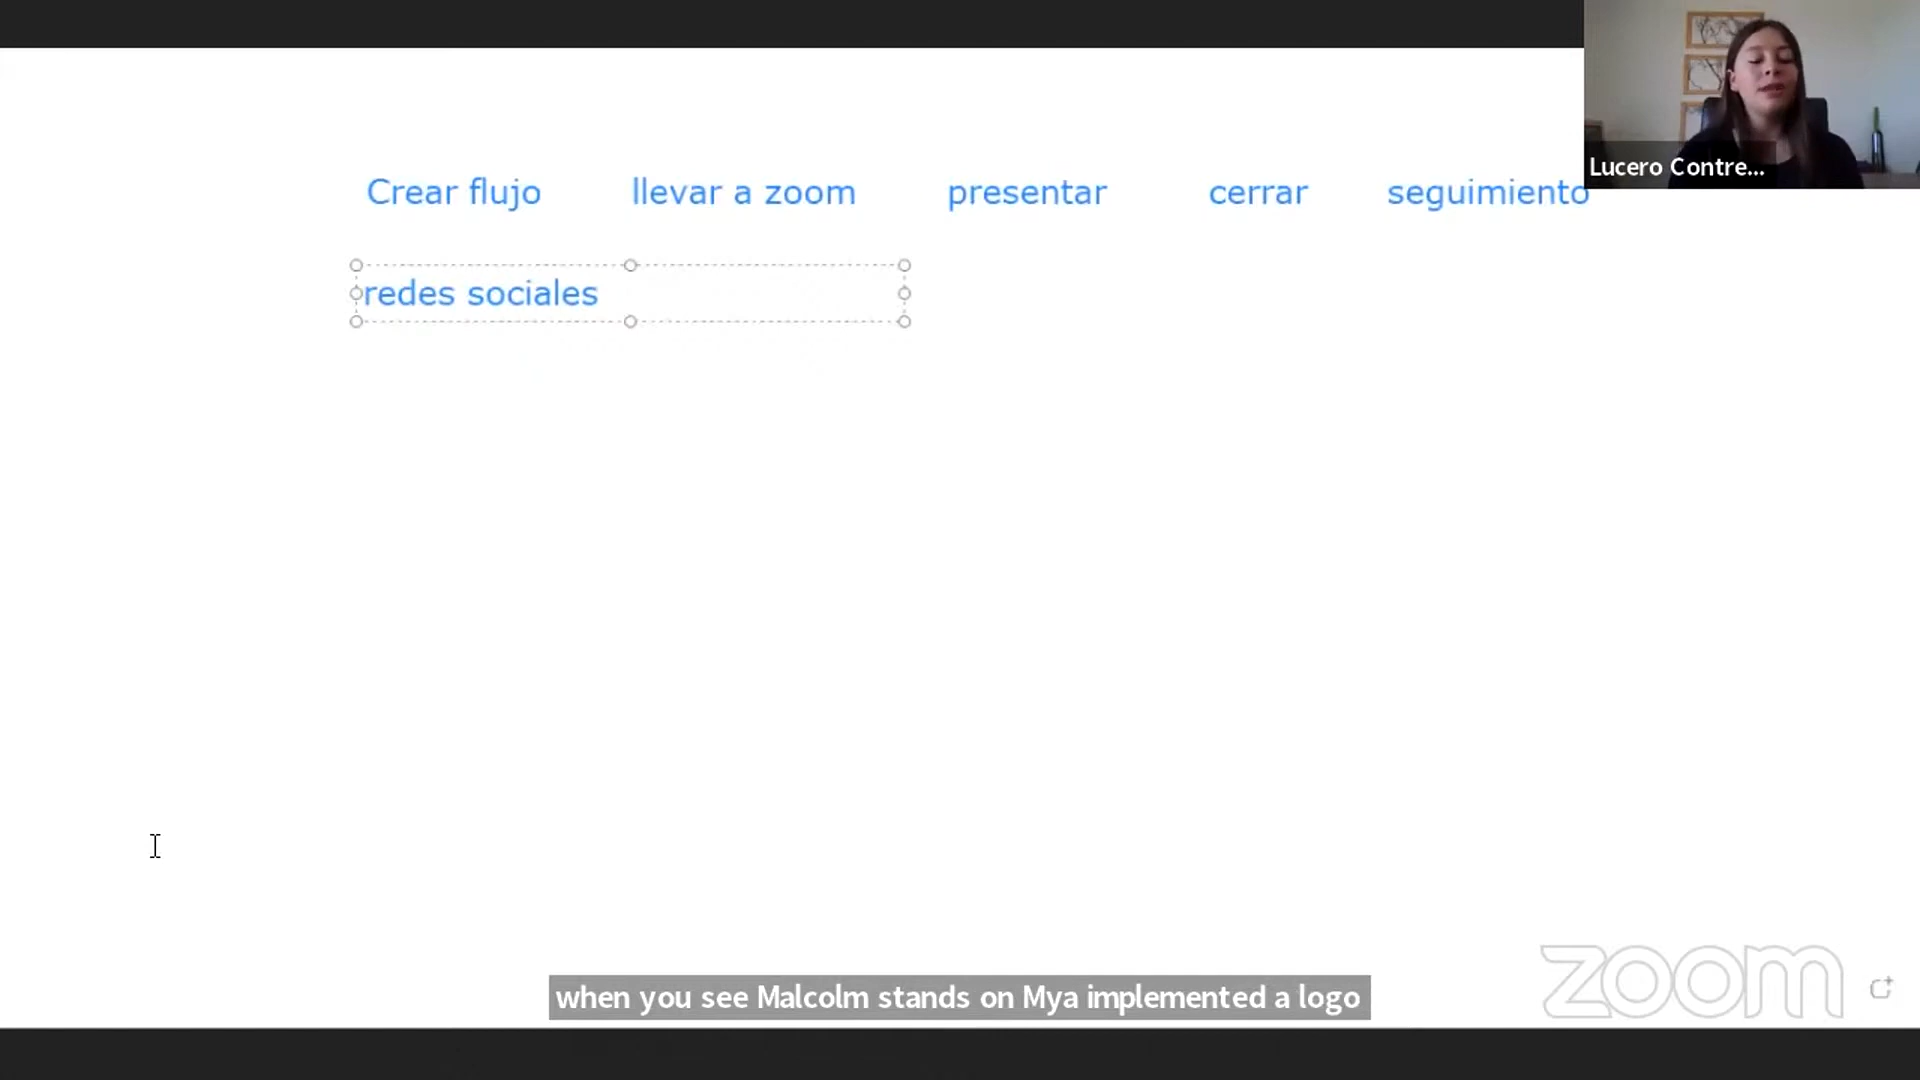 Crear flujo llevar a zoom presentar cerrar seguimiento
redes sociales
Lucero Contre...
when you see Malcolm stands on Mya implemented a logo
zoom